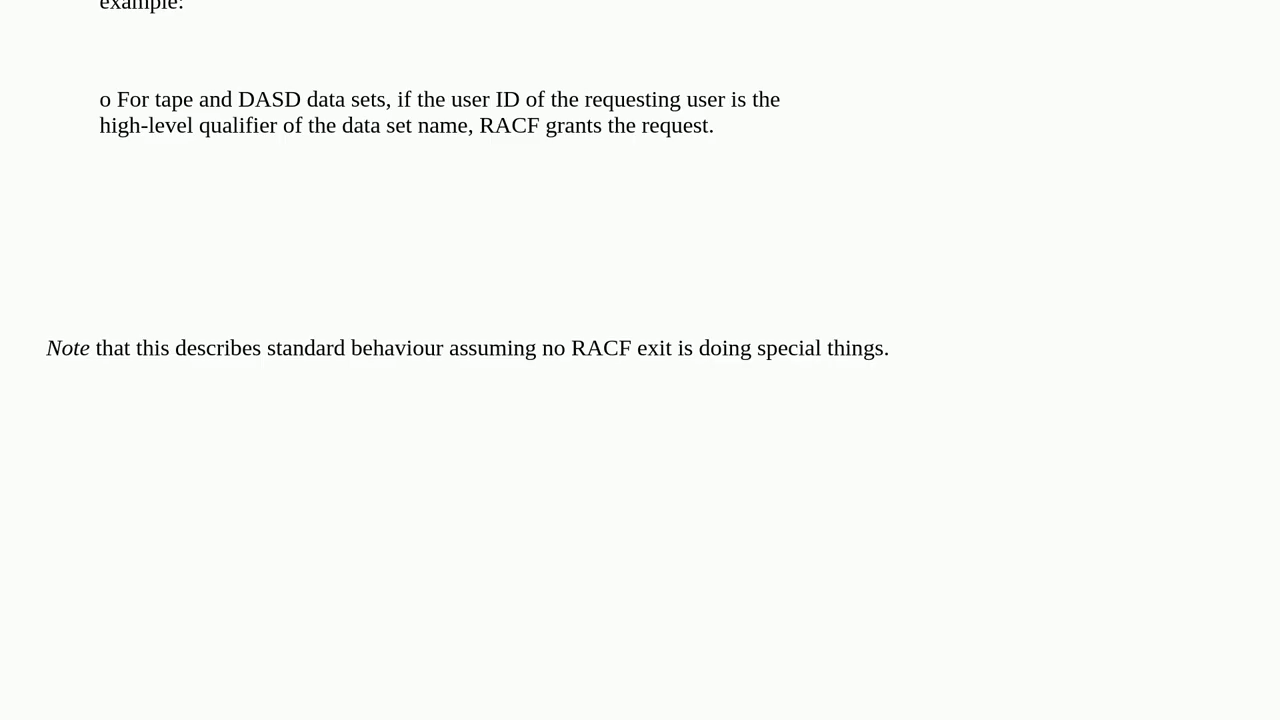 example:
o For tape and DASD data sets, if the user ID of the requesting user is the
high-level qualifier of the data set name, RACF grants the request.
Note that this describes standard behaviour assuming no RACF exit is doing special things.